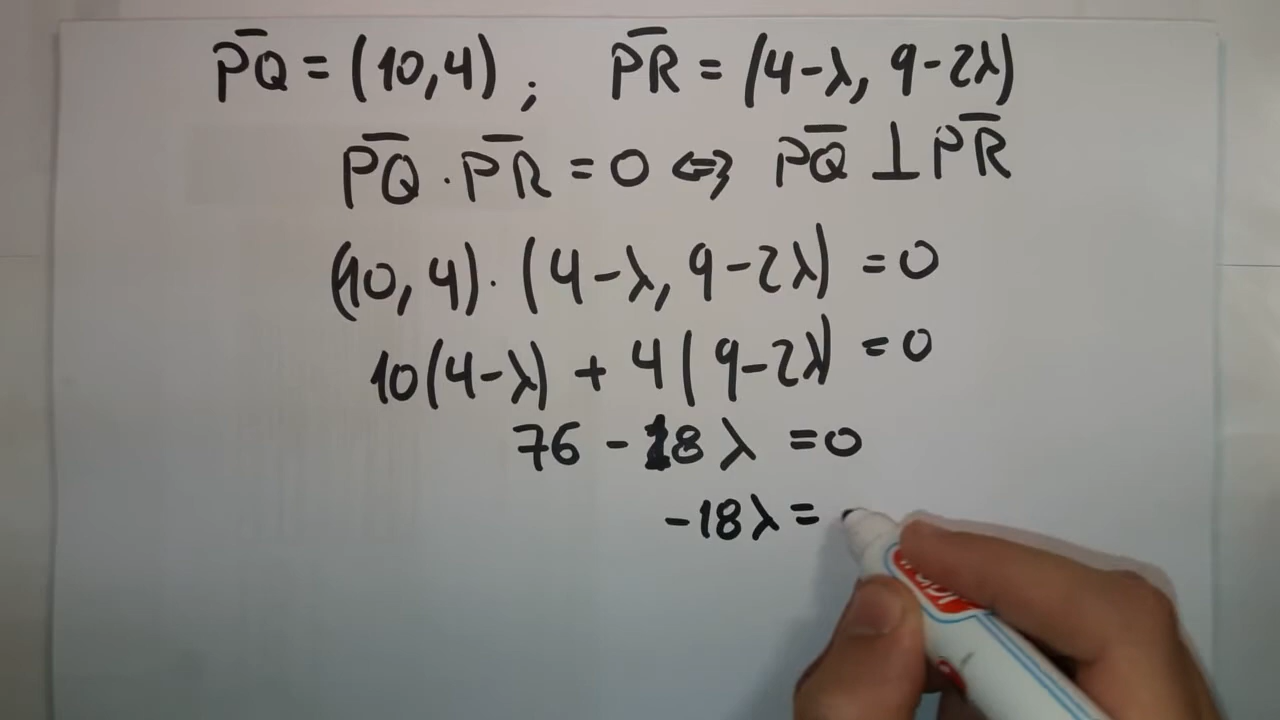 P̄Q̄ = (10,4) ; P̄R̄ = (4-λ, 9-2λ)
P̄Q̄ . P̄R̄ = 0 ⇔ P̄Q̄ ⊥ P̄R̄
(10, 4) · (4-λ, 9-2λ) = 0
10(4-λ) + 4(9-2λ) = 0
76 - 18λ = 0
-18λ =